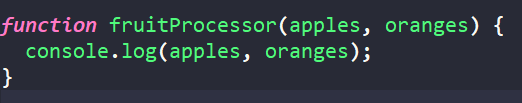 function fruitProcessor(apples, oranges) {
  console.log(apples, oranges);
}